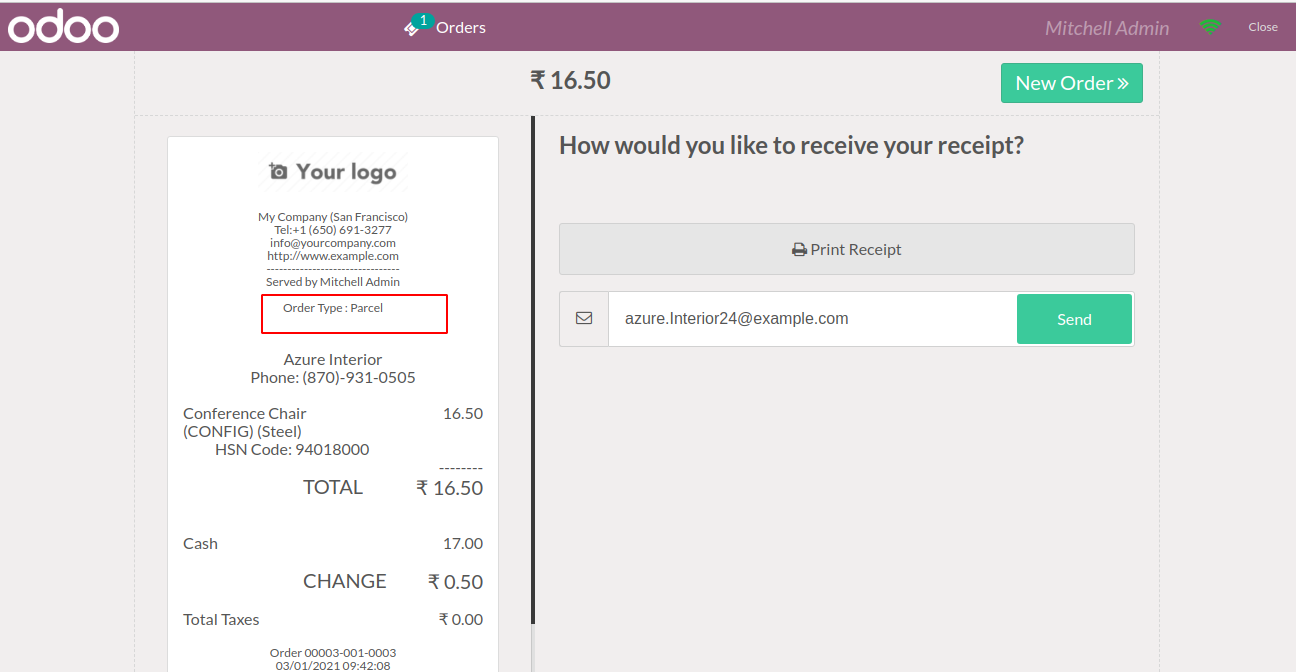 odoo
1
Orders
Mitchell Admin
Close
₹ 16.50
New Order »
Your logo
My Company (San Francisco)
Tel:+1 (650) 691-3277
info@yourcompany.com
http://www.example.com
--------------------------------
Served by Mitchell Admin
Order Type : Parcel
Azure Interior
Phone: (870)-931-0505
Conference Chair 16.50
(CONFIG) (Steel)
HSN Code: 94018000
--------
TOTAL ₹ 16.50
Cash 17.00
CHANGE ₹ 0.50
Total Taxes ₹ 0.00
Order 00003-001-0003
03/01/2021 09:42:08
How would you like to receive your receipt?
Print Receipt
azure.Interior24@example.com
Send